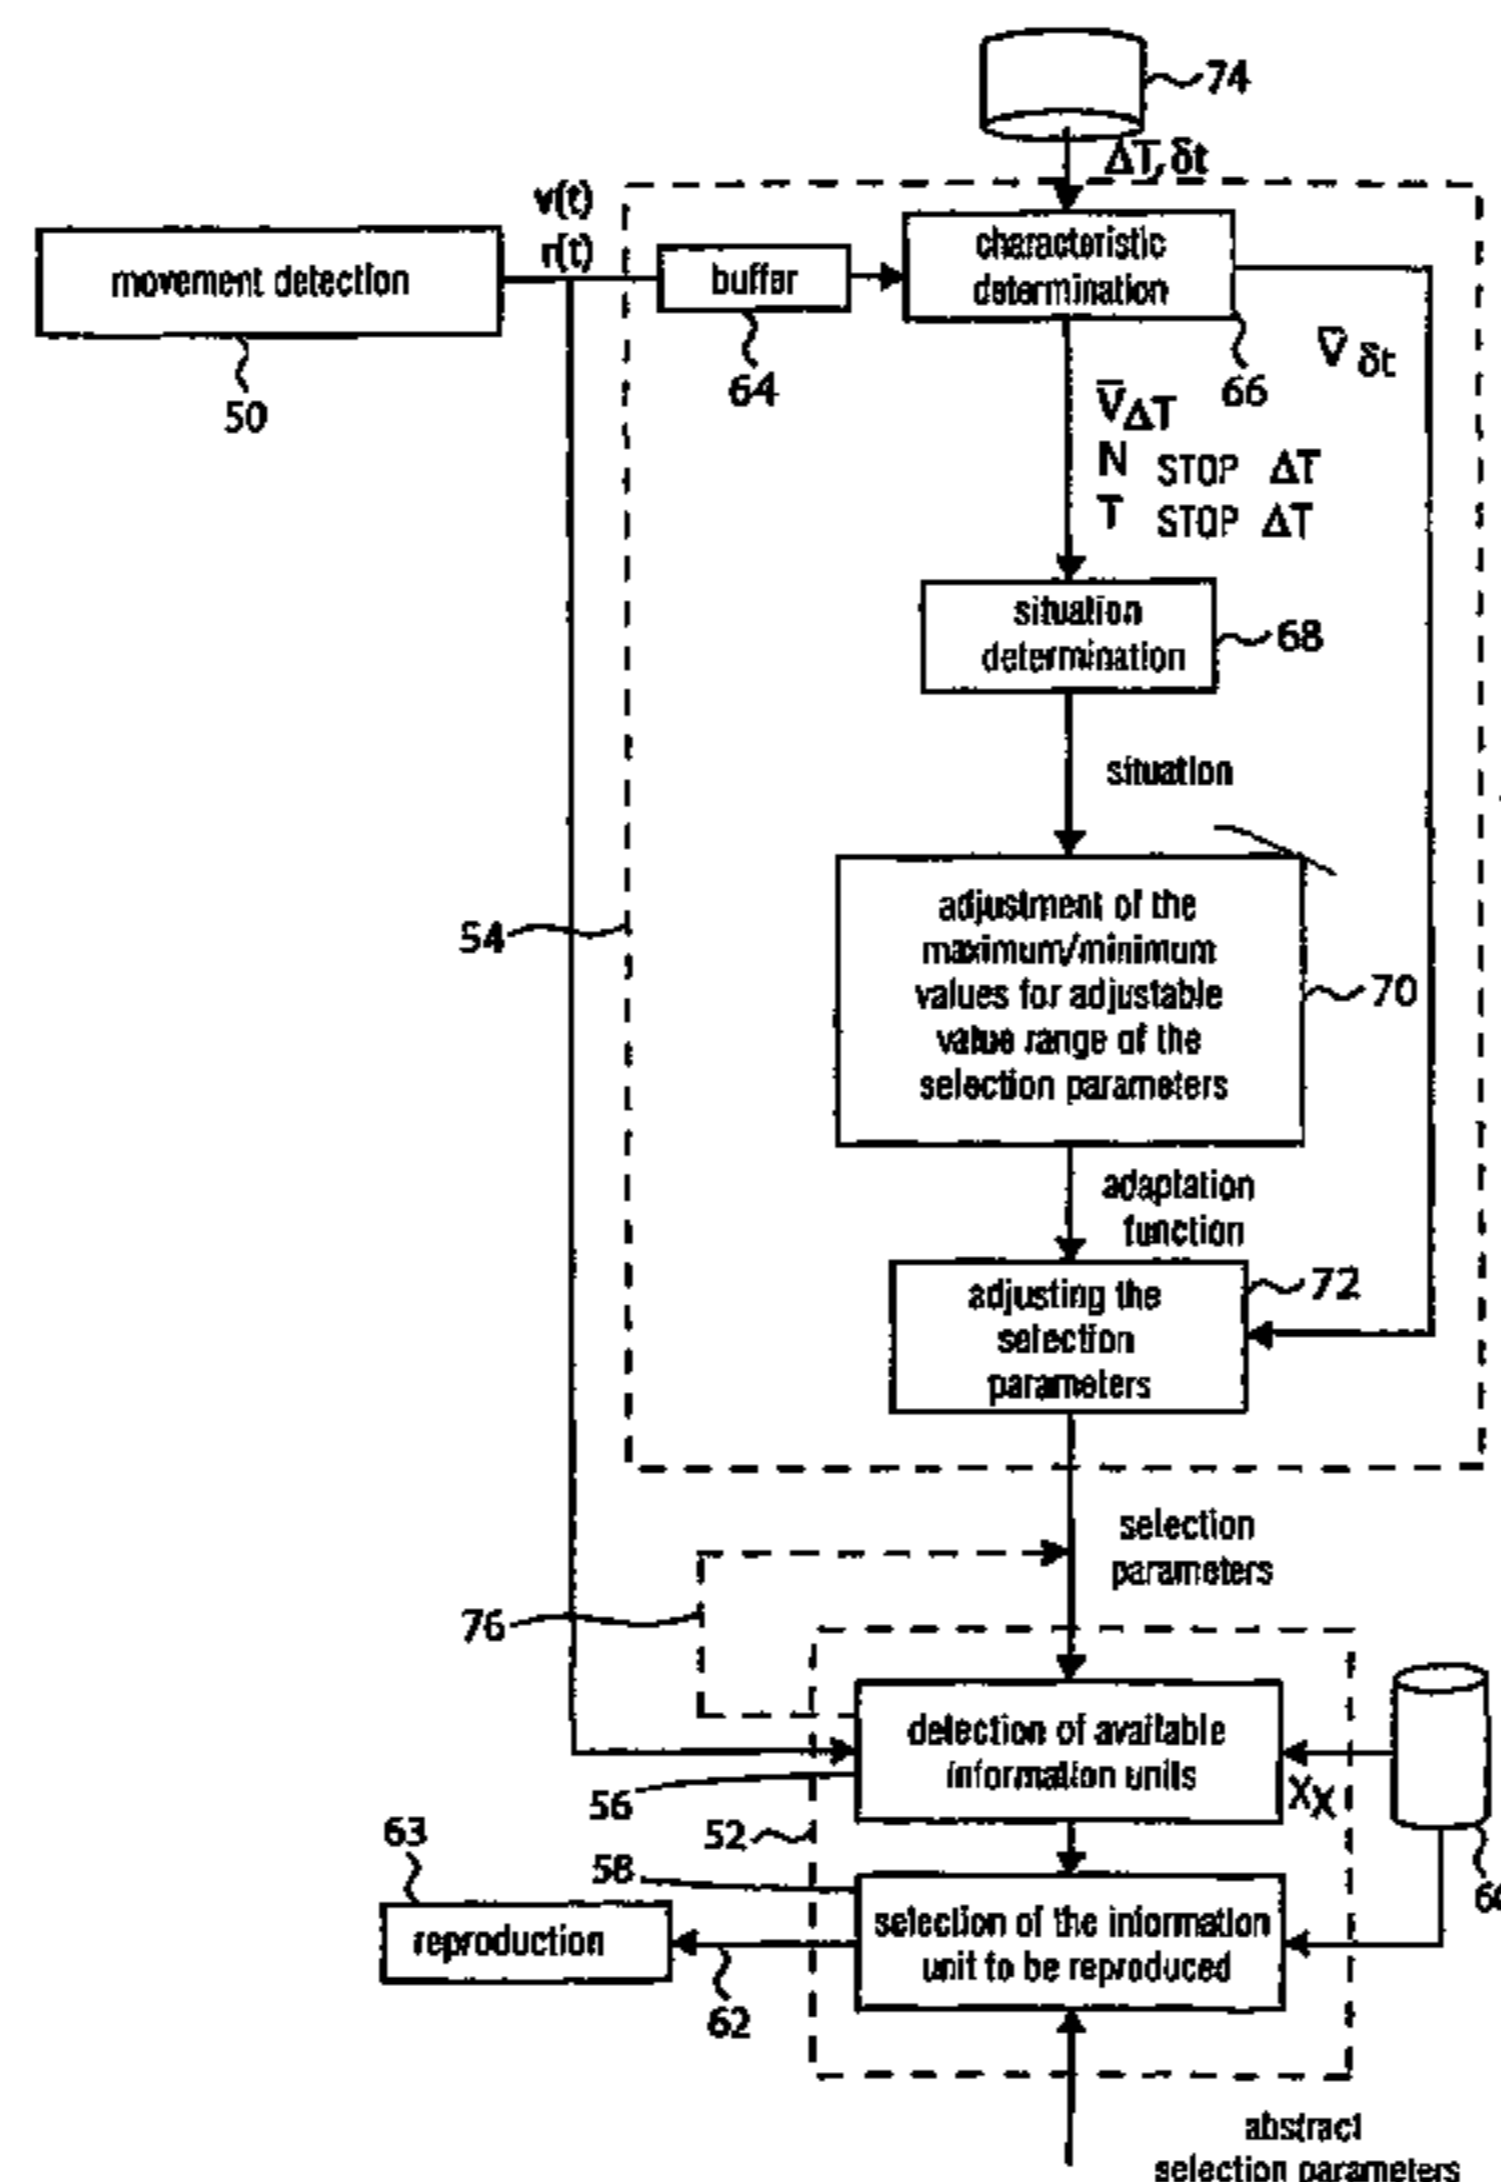 74
ΔT, δt
v(t)
r(t)
movement detection
50
buffer
64
characteristic
determination
66
V̄ δt
V̄ΔT
N STOP ΔT
T STOP ΔT
situation
determination
68
situation
54
adjustment of the
maximum/minimum
values for adjustable
value range of the
selection parameters
70
adaptation
function
adjusting the
selection
parameters
72
selection
parameters
76
detection of available
information units
XX
56
52
58
63
reproduction
62
selection of the information
unit to be reproduced
abstract
selection parameters